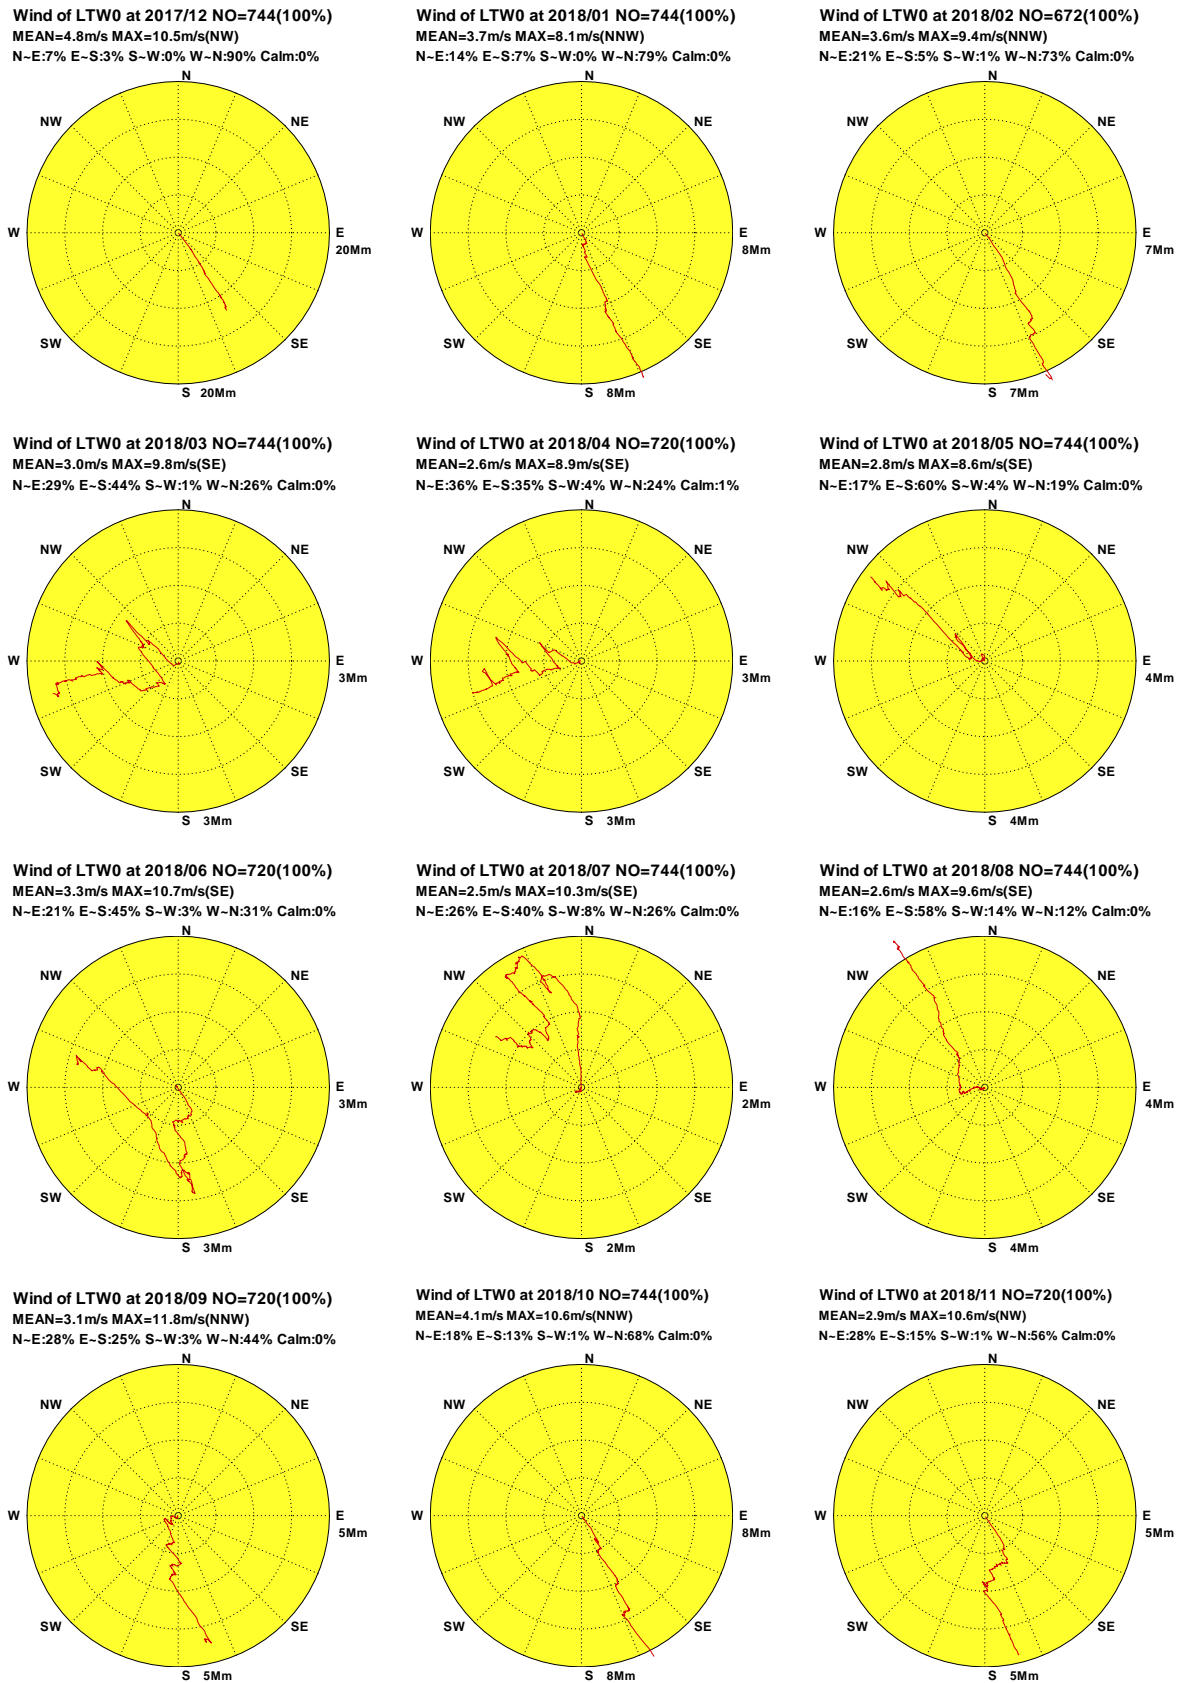 Wind of LTW0 at 2017/12 NO=744(100%)
MEAN=4.8m/s MAX=10.5m/s(NW)
N~E:7% E~S:3% S~W:0% W~N:90% Calm:0%
N
NW
NE
W
E
20Mm
SW
SE
S 20Mm
Wind of LTW0 at 2018/01 NO=744(100%)
MEAN=3.7m/s MAX=8.1m/s(NNW)
N~E:14% E~S:7% S~W:0% W~N:79% Calm:0%
N
NW
NE
W
E
8Mm
SW
SE
S 8Mm
Wind of LTW0 at 2018/02 NO=672(100%)
MEAN=3.6m/s MAX=9.4m/s(NNW)
N~E:21% E~S:5% S~W:1% W~N:73% Calm:0%
N
NW
NE
W
E
7Mm
SW
SE
S 7Mm
Wind of LTW0 at 2018/03 NO=744(100%)
MEAN=3.0m/s MAX=9.8m/s(SE)
N~E:29% E~S:44% S~W:1% W~N:26% Calm:0%
N
NW
NE
W
E
3Mm
SW
SE
S 3Mm
Wind of LTW0 at 2018/04 NO=720(100%)
MEAN=2.6m/s MAX=8.9m/s(SE)
N~E:36% E~S:35% S~W:4% W~N:24% Calm:1%
N
NW
NE
W
E
3Mm
SW
SE
S 3Mm
Wind of LTW0 at 2018/05 NO=744(100%)
MEAN=2.8m/s MAX=8.6m/s(SE)
N~E:17% E~S:60% S~W:4% W~N:19% Calm:0%
N
NW
NE
W
E
4Mm
SW
SE
S 4Mm
Wind of LTW0 at 2018/06 NO=720(100%)
MEAN=3.3m/s MAX=10.7m/s(SE)
N~E:21% E~S:45% S~W:3% W~N:31% Calm:0%
N
NW
NE
W
E
3Mm
SW
SE
S 3Mm
Wind of LTW0 at 2018/07 NO=744(100%)
MEAN=2.5m/s MAX=10.3m/s(SE)
N~E:26% E~S:40% S~W:8% W~N:26% Calm:0%
N
NW
NE
W
E
2Mm
SW
SE
S 2Mm
Wind of LTW0 at 2018/08 NO=744(100%)
MEAN=2.6m/s MAX=9.6m/s(SE)
N~E:16% E~S:58% S~W:14% W~N:12% Calm:0%
N
NW
NE
W
E
4Mm
SW
SE
S 4Mm
Wind of LTW0 at 2018/09 NO=720(100%)
MEAN=3.1m/s MAX=11.8m/s(NNW)
N~E:28% E~S:25% S~W:3% W~N:44% Calm:0%
N
NW
NE
W
E
5Mm
SW
SE
S 5Mm
Wind of LTW0 at 2018/10 NO=744(100%)
MEAN=4.1m/s MAX=10.6m/s(NNW)
N~E:18% E~S:13% S~W:1% W~N:68% Calm:0%
N
NW
NE
W
E
8Mm
SW
SE
S 8Mm
Wind of LTW0 at 2018/11 NO=720(100%)
MEAN=2.9m/s MAX=10.6m/s(NW)
N~E:28% E~S:15% S~W:1% W~N:56% Calm:0%
N
NW
NE
W
E
5Mm
SW
SE
S 5Mm